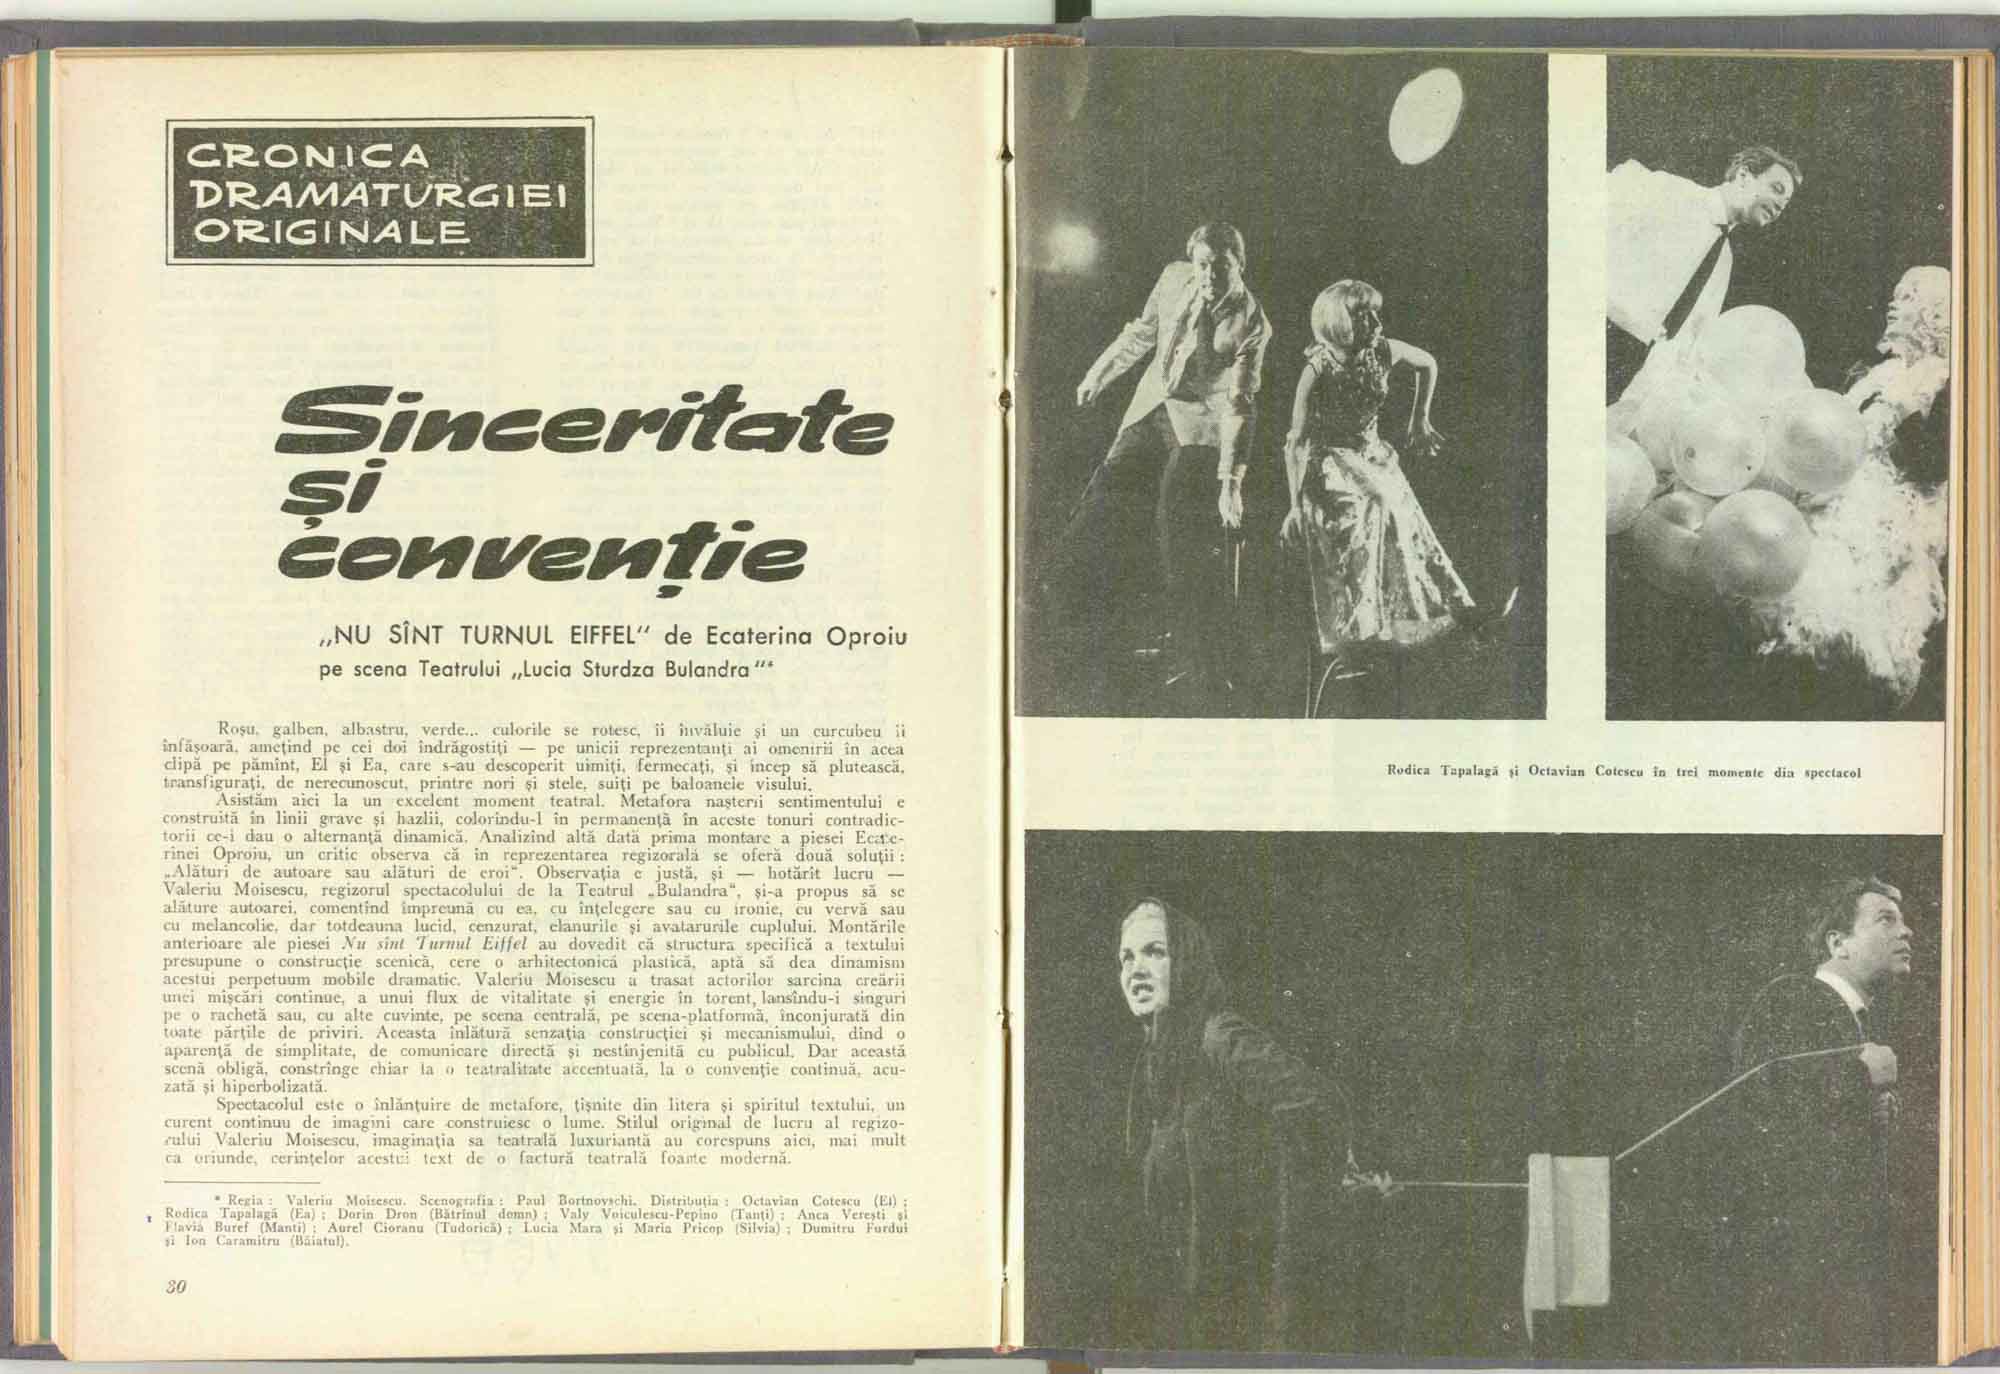 CRONICA
DRAMATURGIEI
ORIGINALE
Sinceritate
și
convenție
„NU SÎNT TURNUL EIFFEL“ de Ecaterina Oproiu
pe scena Teatrului „Lucia Sturdza Bulandra“*
Roșu, galben, albastru, verde... culorile se rotesc, îi învăluie și un curcubeu îi
înfășoară, amețind pe cei doi îndrăgostiți — pe unicii reprezentanți ai omenirii în acea
clipă pe pămînt, El și Ea, care s-au descoperit uimiți, fermecați, și încep să plutească,
transfigurați, de nerecunoscut, printre nori și stele, suiți pe baloanele visului.
Asistăm aici la un excelent moment teatral. Metafora nașterii sentimentului e
construită în linii grave și hazlii, colorîndu-l în permanență în aceste tonuri contradic-
torii ce-i dau o alternanță dinamică. Analizînd altă dată prima montare a piesei Ecate-
rinei Oproiu, un critic observa că în reprezentarea regizorală se oferă două soluții :
„Alături de autoare sau alături de eroi“. Observația e justă, și — hotărît lucru —
Valeriu Moisescu, regizorul spectacolului de la Teatrul „Bulandra“, și-a propus să se
alăture autoarei, comentînd împreună cu ea, cu înțelegere sau cu ironie, cu vervă sau
cu melancolie, dar totdeauna lucid, cenzurat, elanurile și avatarurile cuplului. Montările
anterioare ale piesei Nu sînt Turnul Eiffel au dovedit că structura specifică a textului
presupune o construcție scenică, cere o arhitectonică plastică, aptă să dea dinamism
acestui perpetuum mobile dramatic. Valeriu Moisescu a trasat actorilor sarcina creării
unei mișcări continue, a unui flux de vitalitate și energie în torent, lansîndu-i singuri
pe o rachetă sau, cu alte cuvinte, pe scena centrală, pe scena-platformă, înconjurată din
toate părțile de priviri. Aceasta înlătură senzația construcției și mecanismului, dînd o
aparență de simplitate, de comunicare directă și nestînjenită cu publicul. Dar această
scenă obligă, constrînge chiar la o teatralitate accentuată, la o convenție continuă, acu-
zată și hiperbolizată.
Spectacolul este o înlănțuire de metafore, țișnite din litera și spiritul textului, un
curent continuu de imagini care construiesc o lume. Stilul original de lucru al regizo-
rului Valeriu Moisescu, imaginația sa teatrală luxuriantă au corespuns aici, mai mult
ca oriunde, cerințelor acestui text de o factură teatrală foarte modernă.
* Regia : Valeriu Moisescu. Scenografia : Paul Bortnovschi. Distribuția : Octavian Cotescu (El) ;
Rodica Tapalagă (Ea) ; Dorin Dron (Bătrînul domn) ; Valy Voiculescu-Pepino (Tanți) ; Anca Verești și
Flavia Buref (Manti) ; Aurel Cioranu (Tudorică) ; Lucia Mara și Maria Pricop (Silvia) ; Dumitru Furdui
și Ion Caramitru (Băiatul).
30
Rodica Tapalagă și Octavian Cotescu în trei momente din spectacol